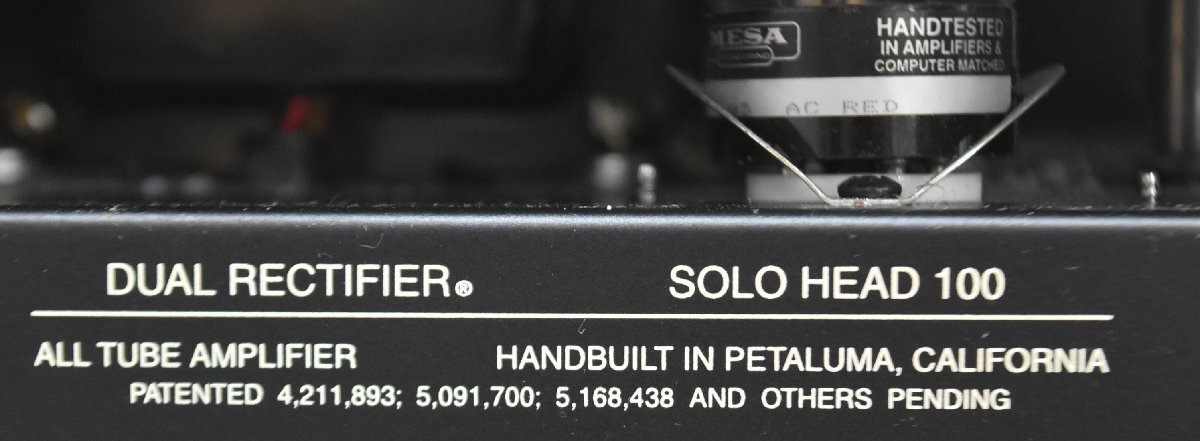 MESA
HANDTESTED
IN AMPLIFIERS &
COMPUTER MATCHED
AC RED
DUAL RECTIFIER® SOLO HEAD 100
ALL TUBE AMPLIFIER HANDBUILT IN PETALUMA, CALIFORNIA
PATENTED 4,211,893; 5,091,700; 5,168,438 AND OTHERS PENDING